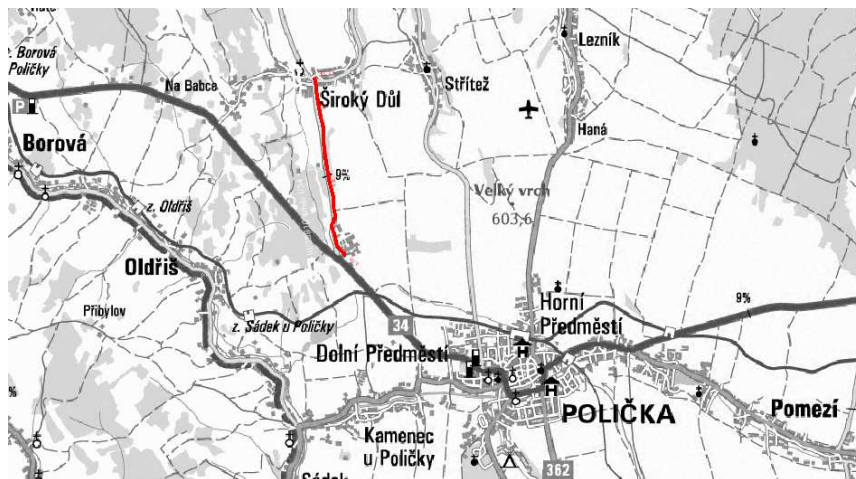 z. Borová
Poličky
Lezník
Na Babce
Střítež
Široký Důl
P
Haná
Borová
9%
Velký vrch
603,6
z. Oldřiš
Oldřiš
Horní
Předměstí
9%
Přibylov
z. Sádek u Poličky
34
Dolní Předměstí
H
H
POLIČKA
Pomezí
Kamenec
u Poličky
362
Sádek